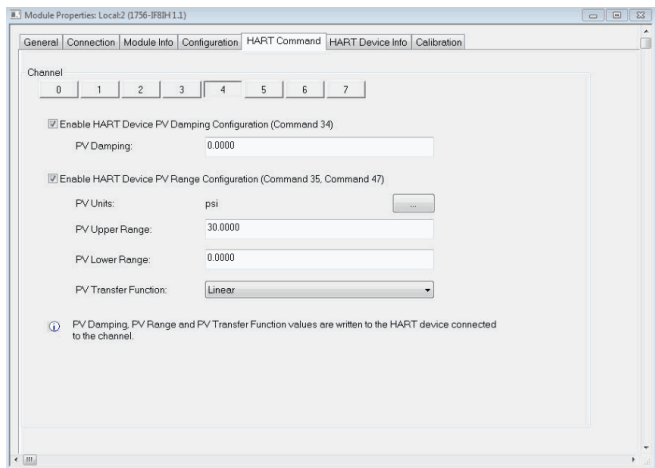 Module Properties: Local:2 (1756-IF8IH 1.1)
General Connection Module Info Configuration HART Command HART Device Info Calibration
Channel
0 1 2 3 4 5 6 7
Enable HART Device PV Damping Configuration (Command 34)
PV Damping: 0.0000
Enable HART Device PV Range Configuration (Command 35, Command 47)
PV Units: psi ...
PV Upper Range: 30.0000
PV Lower Range: 0.0000
PV Transfer Function: Linear
PV Damping, PV Range and PV Transfer Function values are written to the HART device connected
to the channel.